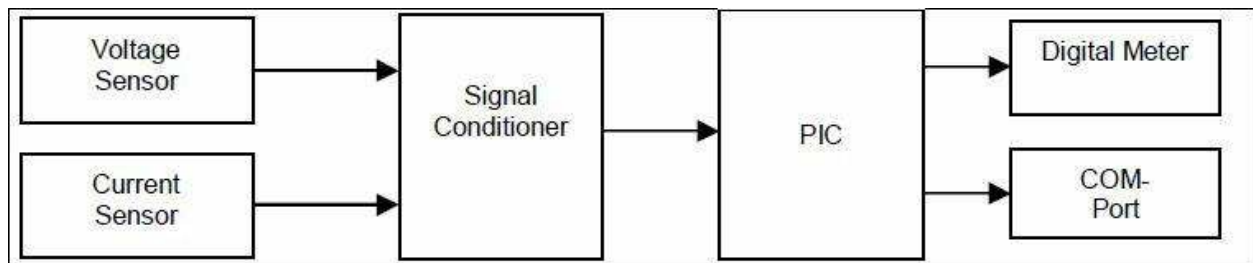 Voltage
Sensor
Current
Sensor
Signal
Conditioner
PIC
Digital Meter
COM-
Port